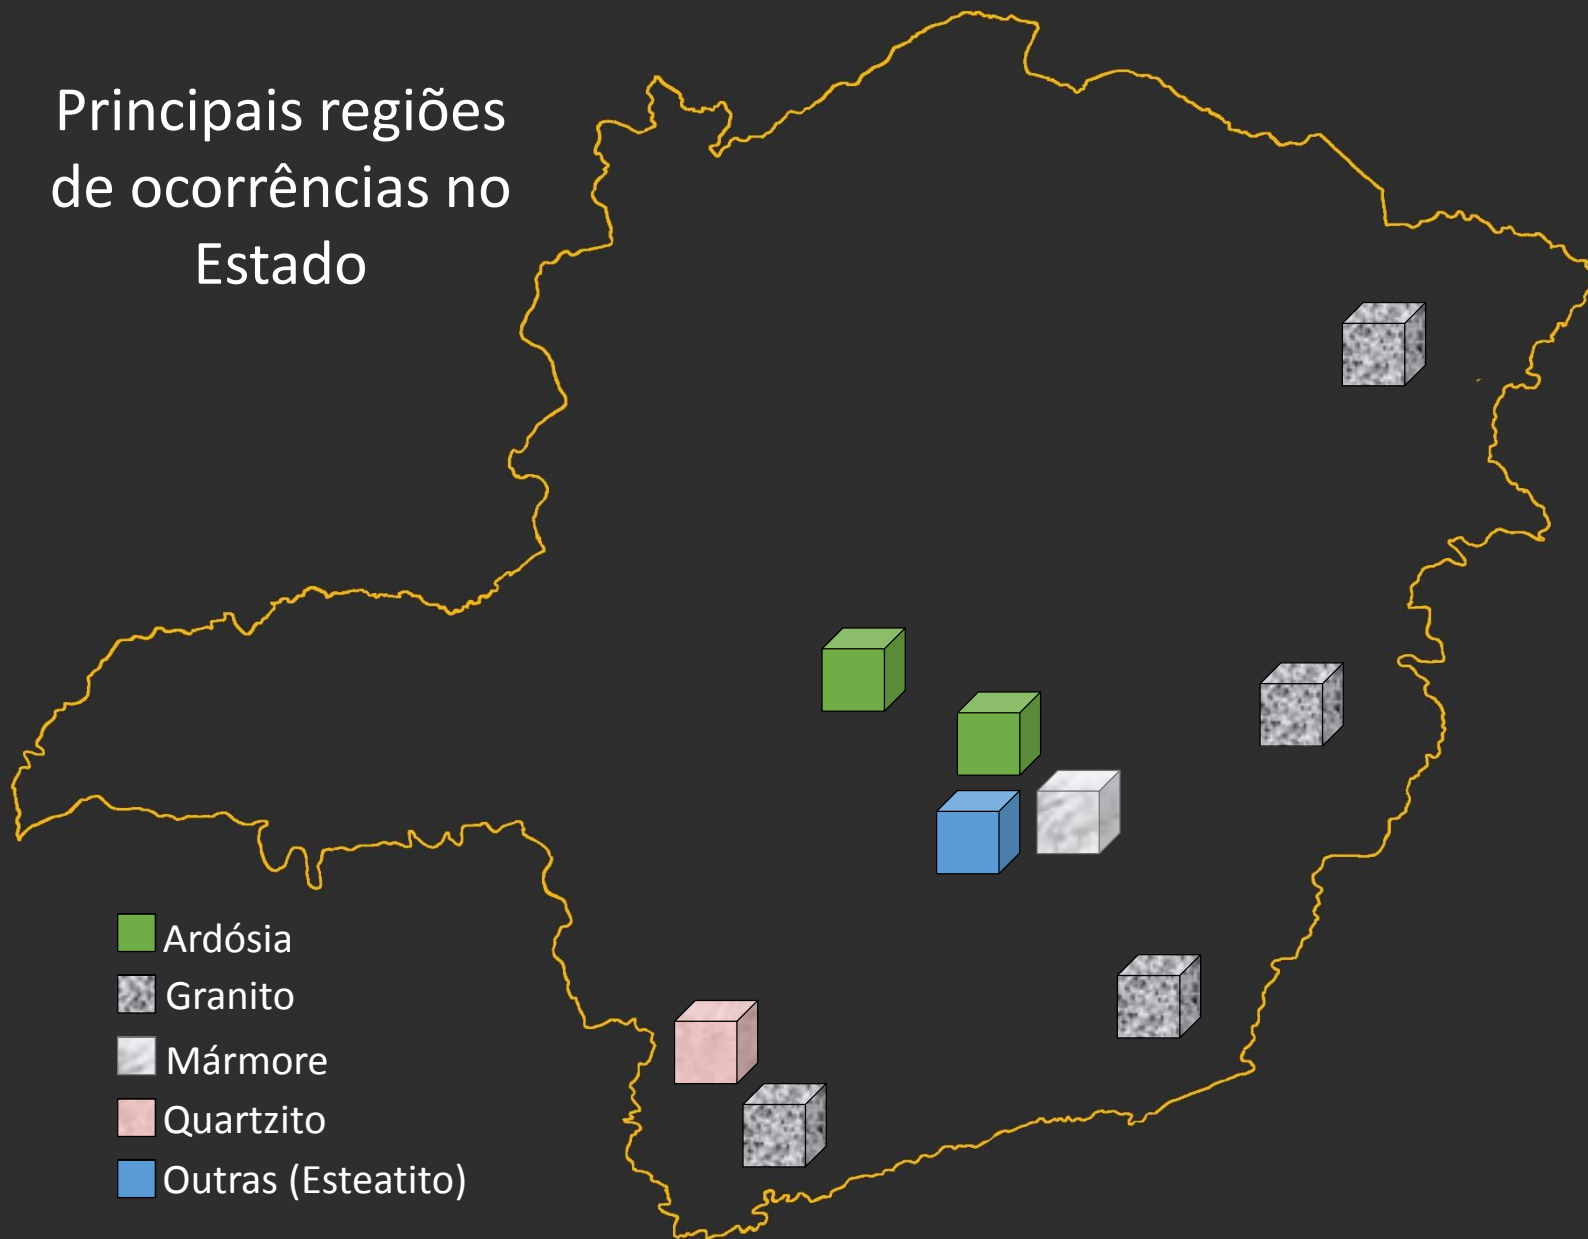 Principais regiões
de ocorrências no
Estado
Ardósia
Granito
Mármore
Quartzito
Outras (Esteatito)